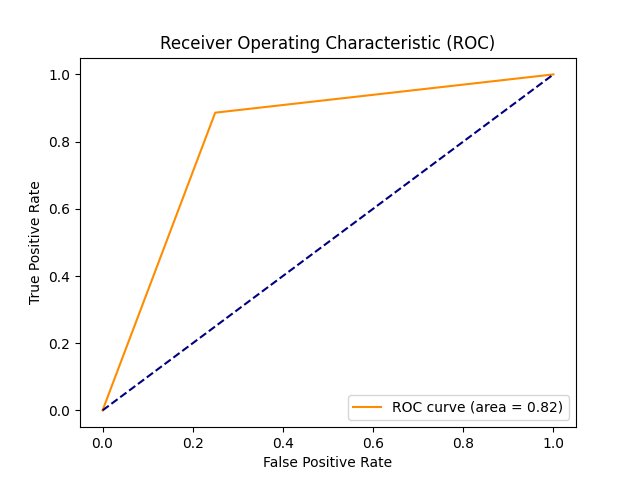 Receiver Operating Characteristic (ROC)
1.0
0.8
0.6
0.4
0.2
0.0
True Positive Rate
ROC curve (area = 0.82)
0.0 0.2 0.4 0.6 0.8 1.0
False Positive Rate